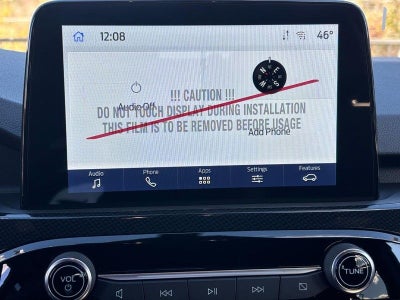 12:08
46°
N
E
W
S
!!! CAUTION !!!
Audio Off
DO NOT TOUCH DISPLAY DURING INSTALLATION
THIS FILM IS TO BE REMOVED BEFORE USAGE
Add Phone
Audio
Phone
Apps
Settings
Features
VOL
TUNE